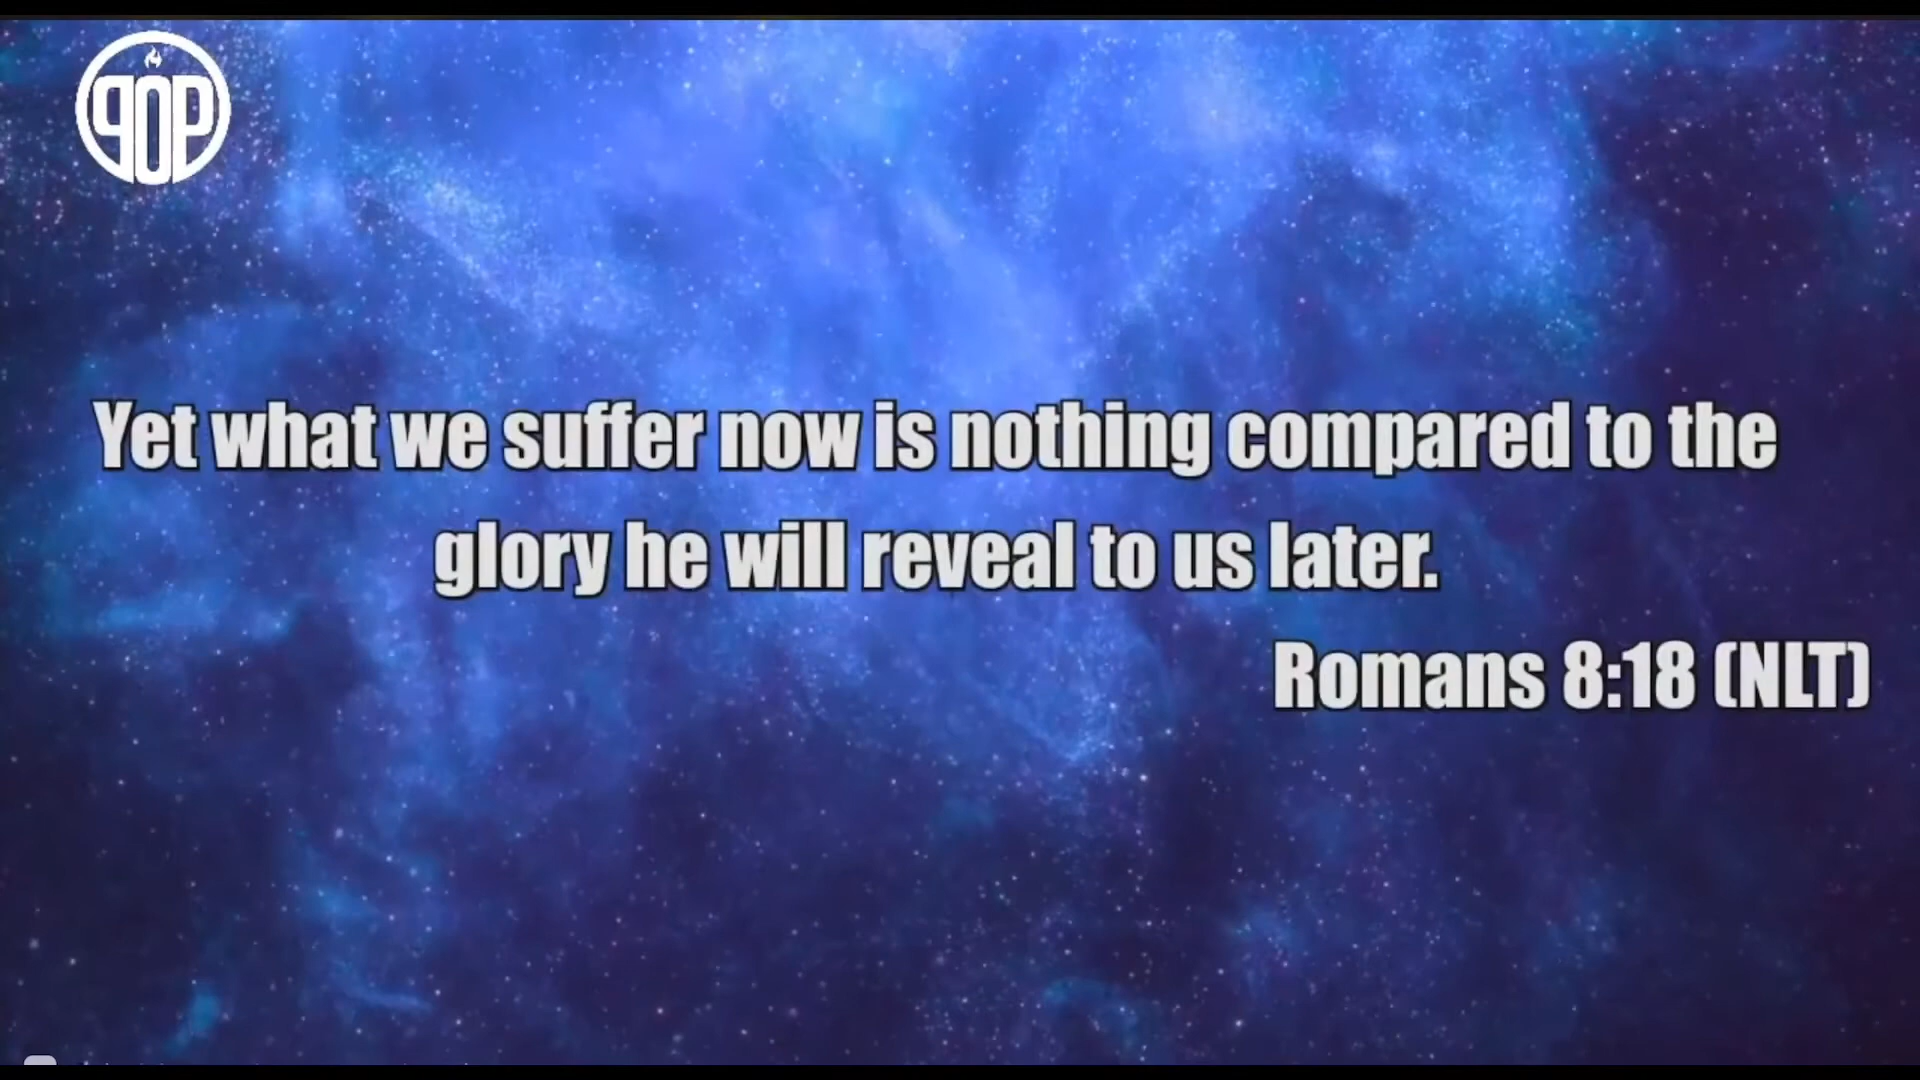 POP
Yet what we suffer now is nothing compared to the
glory he will reveal to us later.
Romans 8:18 (NLT)